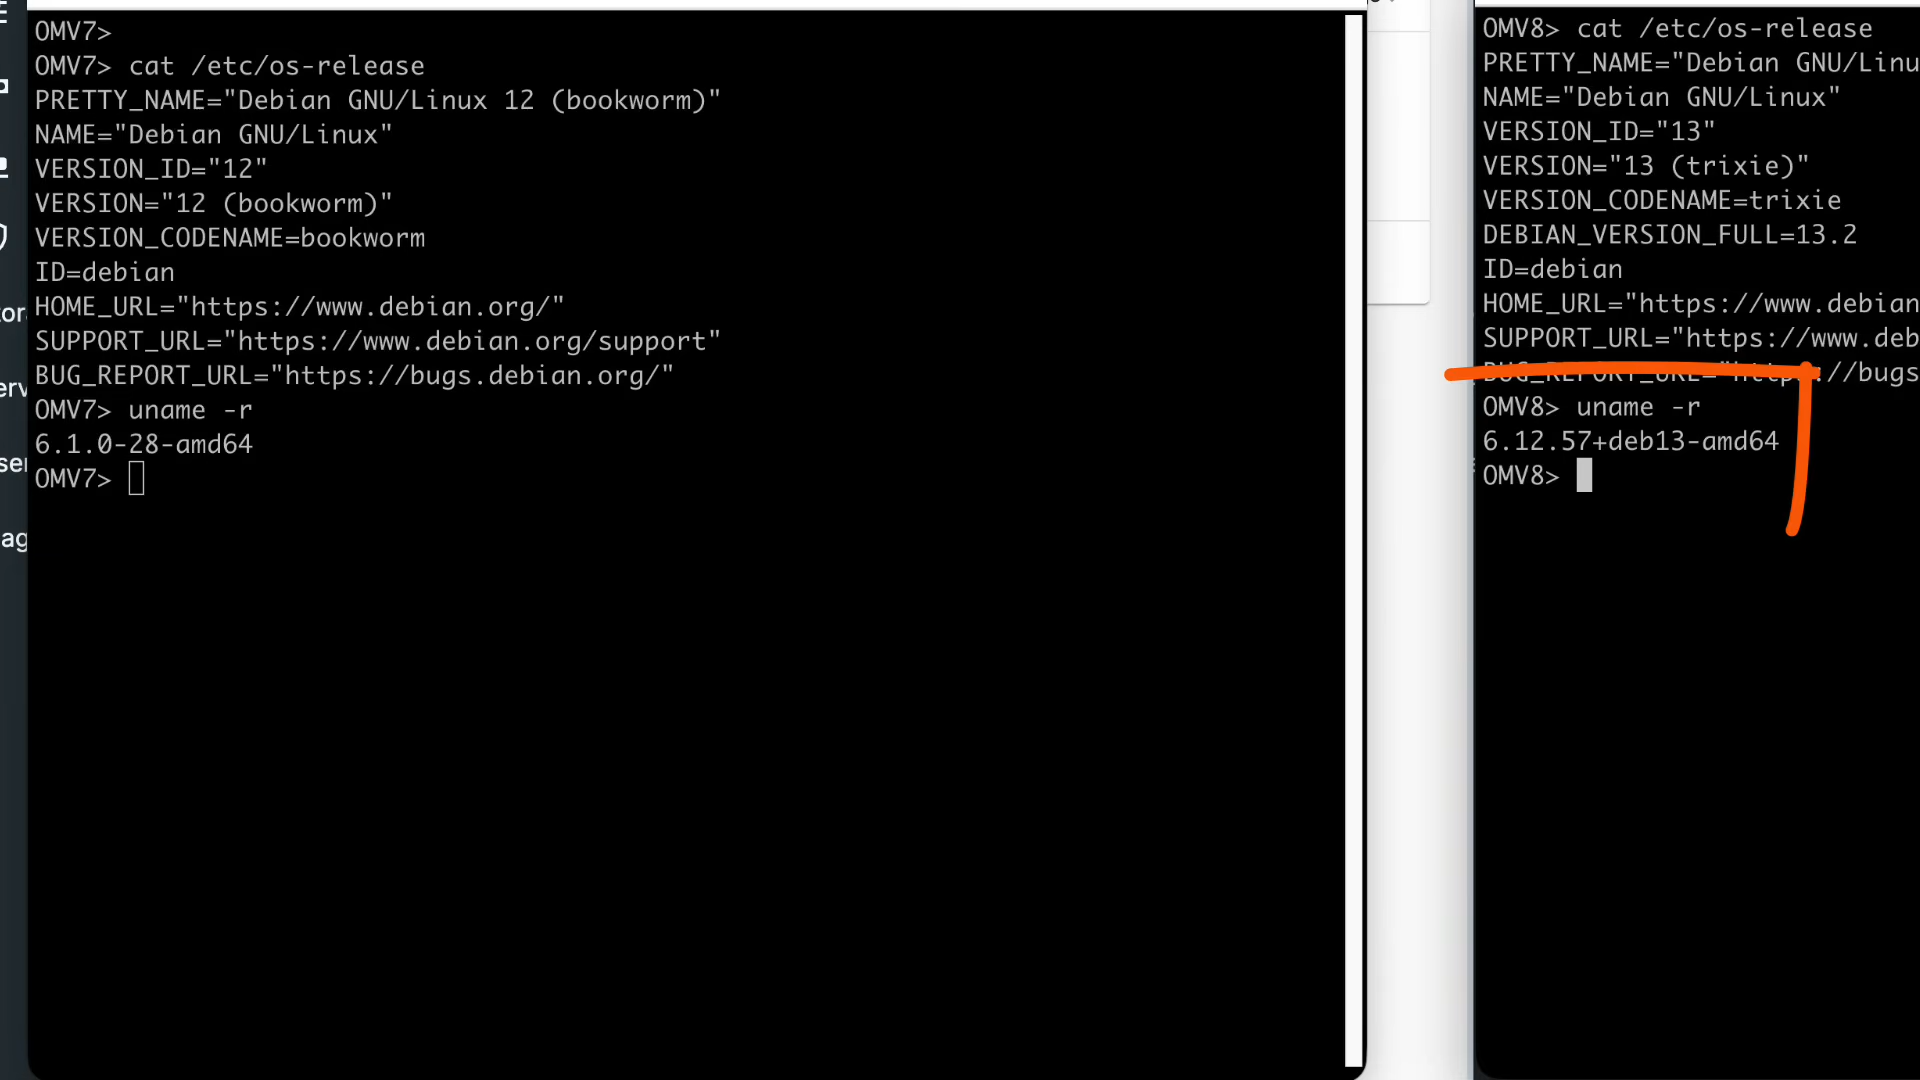 OMV7>
OMV7> cat /etc/os-release
PRETTY_NAME="Debian GNU/Linux 12 (bookworm)"
NAME="Debian GNU/Linux"
VERSION_ID="12"
VERSION="12 (bookworm)"
VERSION_CODENAME=bookworm
ID=debian
HOME_URL="https://www.debian.org/"
SUPPORT_URL="https://www.debian.org/support"
BUG_REPORT_URL="https://bugs.debian.org/"
OMV7> uname -r
6.1.0-28-amd64
OMV7>
OMV8> cat /etc/os-release
PRETTY_NAME="Debian GNU/Linu
NAME="Debian GNU/Linux"
VERSION_ID="13"
VERSION="13 (trixie)"
VERSION_CODENAME=trixie
DEBIAN_VERSION_FULL=13.2
ID=debian
HOME_URL="https://www.debian
SUPPORT_URL="https://www.deb
BUG_REPORT_URL="https://bugs
OMV8> uname -r
6.12.57+deb13-amd64
OMV8>